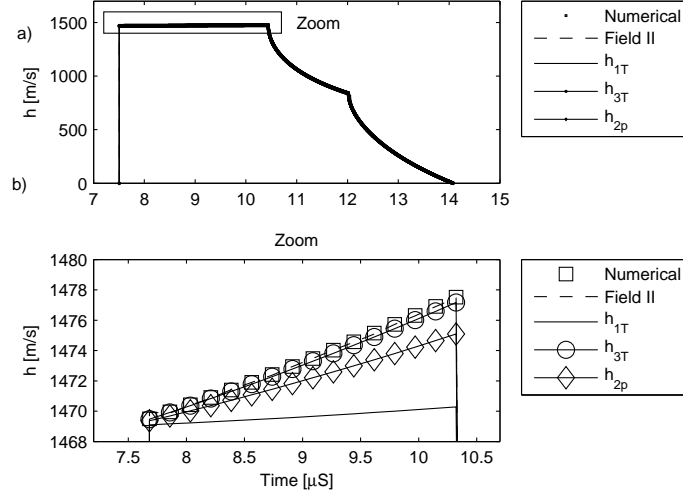 a)
h [m/s]
1500
1000
500
0
7 8 9 10 11 12 13 14 15
Zoom
Numerical
Field II
h1T
h3T
h2p
b)
Zoom
h [m/s]
1480
1478
1476
1474
1472
1470
1468
7.5 8 8.5 9 9.5 10 10.5
Time [μS]
Numerical
Field II
h1T
h3T
h2p